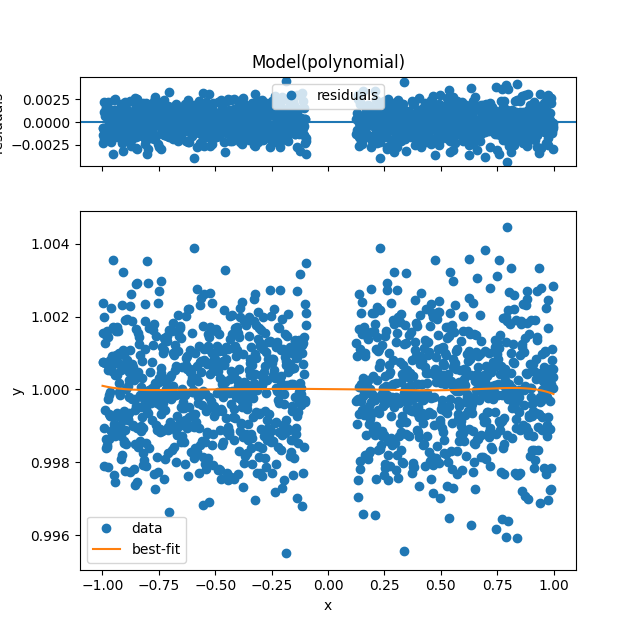 Model(polynomial)
residuals
0.0025
0.0000
−0.0025
residuals
1.004
1.002
1.000
0.998
0.996
y
data
best-fit
−1.00 −0.75 −0.50 −0.25 0.00 0.25 0.50 0.75 1.00
x